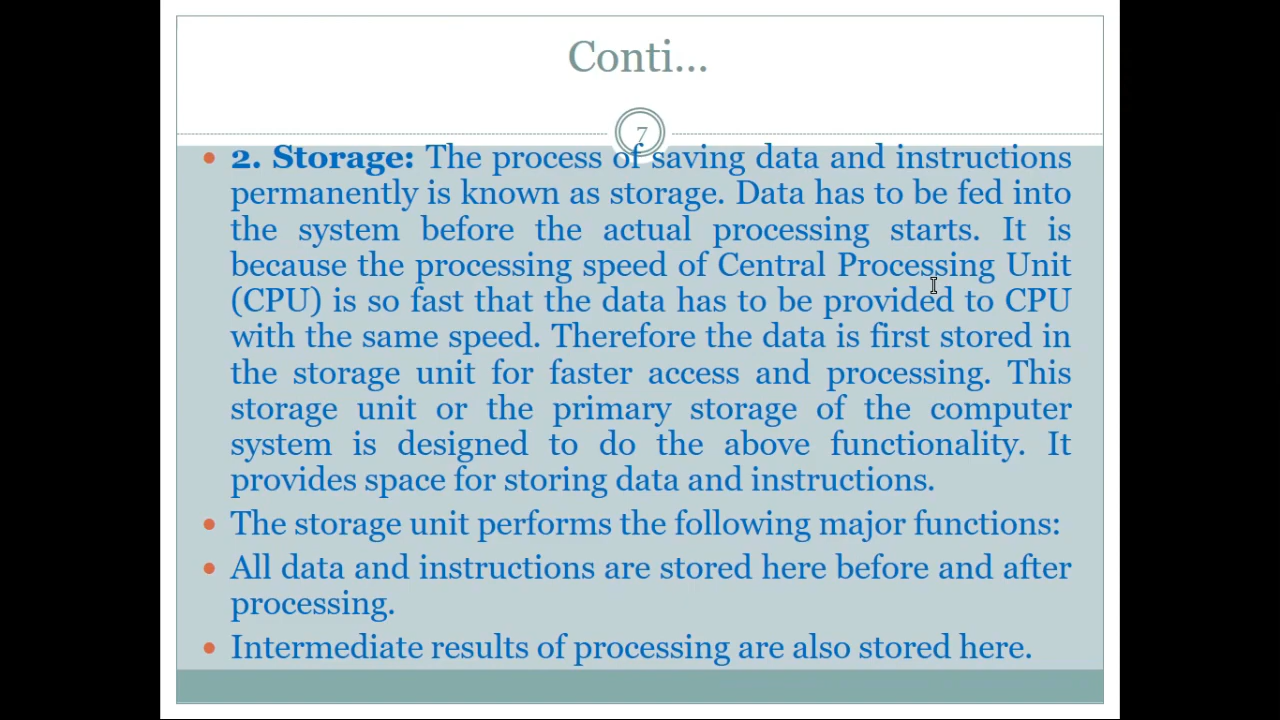 Conti...
7
• 2. Storage: The process of saving data and instructions
permanently is known as storage. Data has to be fed into
the system before the actual processing starts. It is
because the processing speed of Central Processing Unit
(CPU) is so fast that the data has to be provided to CPU
with the same speed. Therefore the data is first stored in
the storage unit for faster access and processing. This
storage unit or the primary storage of the computer
system is designed to do the above functionality. It
provides space for storing data and instructions.
• The storage unit performs the following major functions:
• All data and instructions are stored here before and after
processing.
• Intermediate results of processing are also stored here.